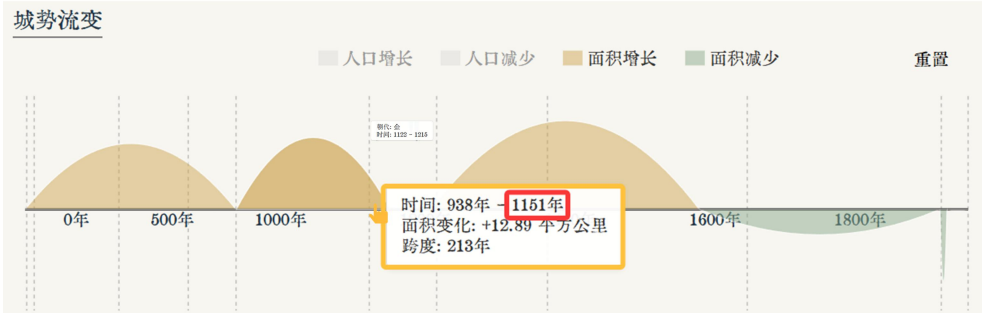 城势流变
人口增长 人口减少 面积增长 面积减少 重置
朝代: 金
时间: 1122 - 1215
时间: 938年 - 1151年
面积变化: +12.89 平方公里
跨度: 213年
0年 500年 1000年 1600年 1800年